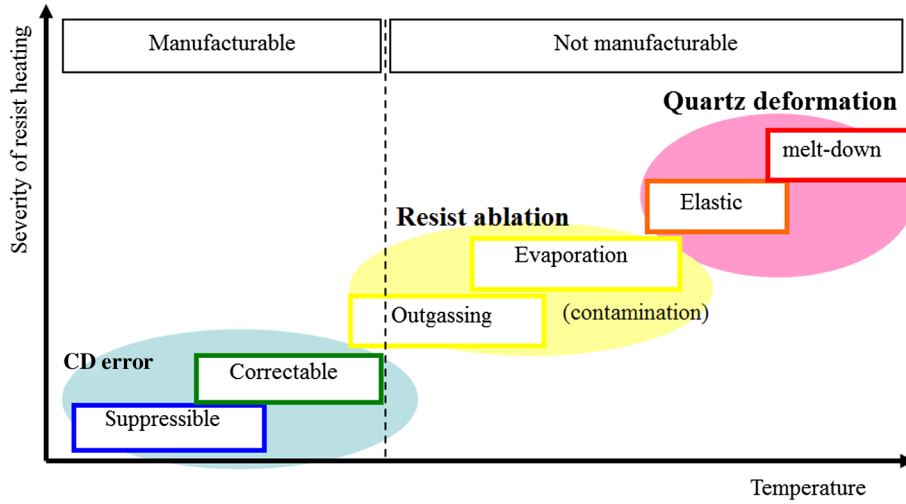 Manufacturable
Not manufacturable
Severity of resist heating
Quartz deformation
melt-down
Elastic
Resist ablation
Evaporation
Outgassing
(contamination)
CD error
Correctable
Suppressible
Temperature